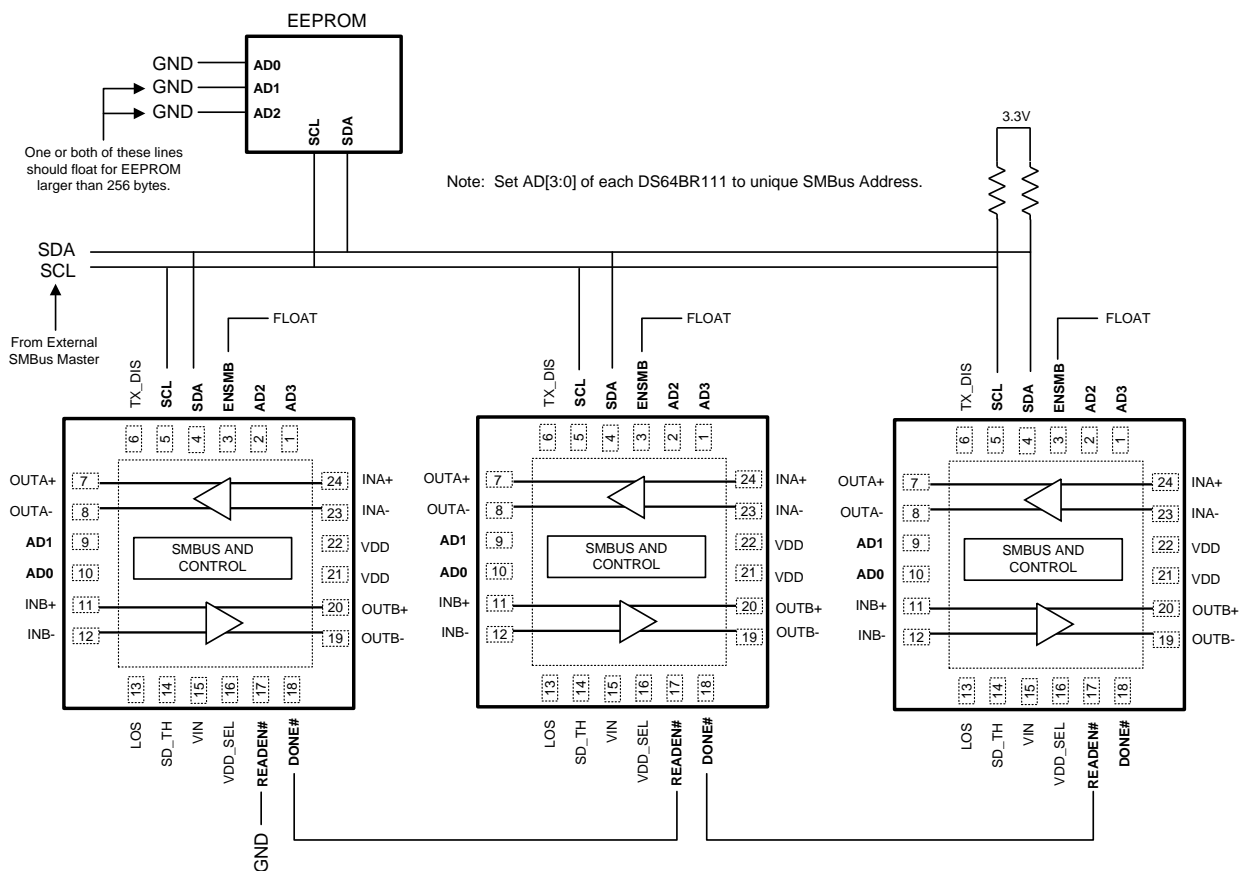 EEPROM
GND AD0
GND AD1
GND AD2
SCL SDA
One or both of these lines
should float for EEPROM
larger than 256 bytes.
Note: Set AD[3:0] of each DS64BR111 to unique SMBus Address.
3.3V
SDA
SCL
From External
SMBus Master
FLOAT
TX_DIS SCL SDA ENSMB AD2 AD3
6 5 4 3 2 1
OUTA+ 7 24 INA+
OUTA- 8 23 INA-
AD1 9 22 VDD
AD0 10 21 VDD
SMBUS AND
CONTROL
INB+ 11 20 OUTB+
INB- 12 19 OUTB-
13 14 15 16 17 18
LOS SD_TH VIN VDD_SEL READEN# DONE#
GND
FLOAT
TX_DIS SCL SDA ENSMB AD2 AD3
6 5 4 3 2 1
OUTA+ 7 24 INA+
OUTA- 8 23 INA-
AD1 9 22 VDD
AD0 10 21 VDD
SMBUS AND
CONTROL
INB+ 11 20 OUTB+
INB- 12 19 OUTB-
13 14 15 16 17 18
LOS SD_TH VIN VDD_SEL READEN# DONE#
FLOAT
TX_DIS SCL SDA ENSMB AD2 AD3
6 5 4 3 2 1
OUTA+ 7 24 INA+
OUTA- 8 23 INA-
AD1 9 22 VDD
AD0 10 21 VDD
SMBUS AND
CONTROL
INB+ 11 20 OUTB+
INB- 12 19 OUTB-
13 14 15 16 17 18
LOS SD_TH VIN VDD_SEL READEN# DONE#